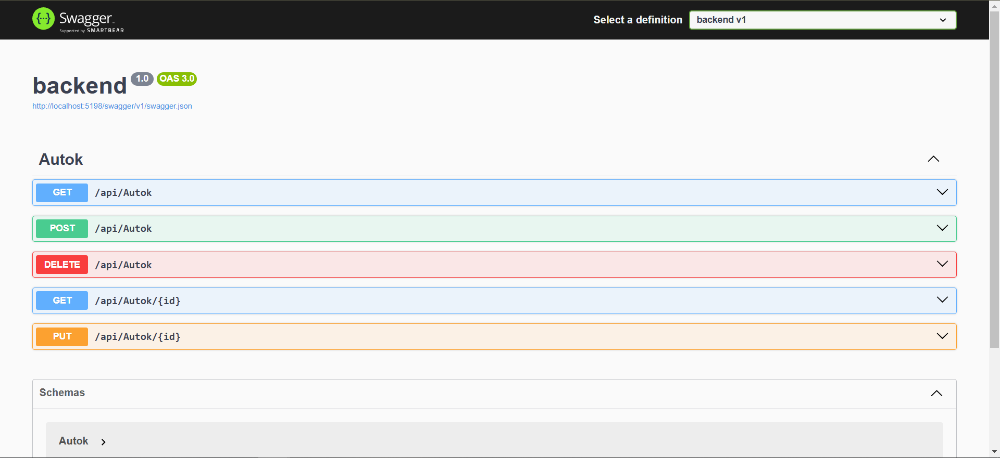 Swagger
Supported by SMARTBEAR
Select a definition
backend v1
backend 1.0 OAS 3.0
http://localhost:5198/swagger/v1/swagger.json
Autok
GET /api/Autok
POST /api/Autok
DELETE /api/Autok
GET /api/Autok/{id}
PUT /api/Autok/{id}
Schemas
Autok